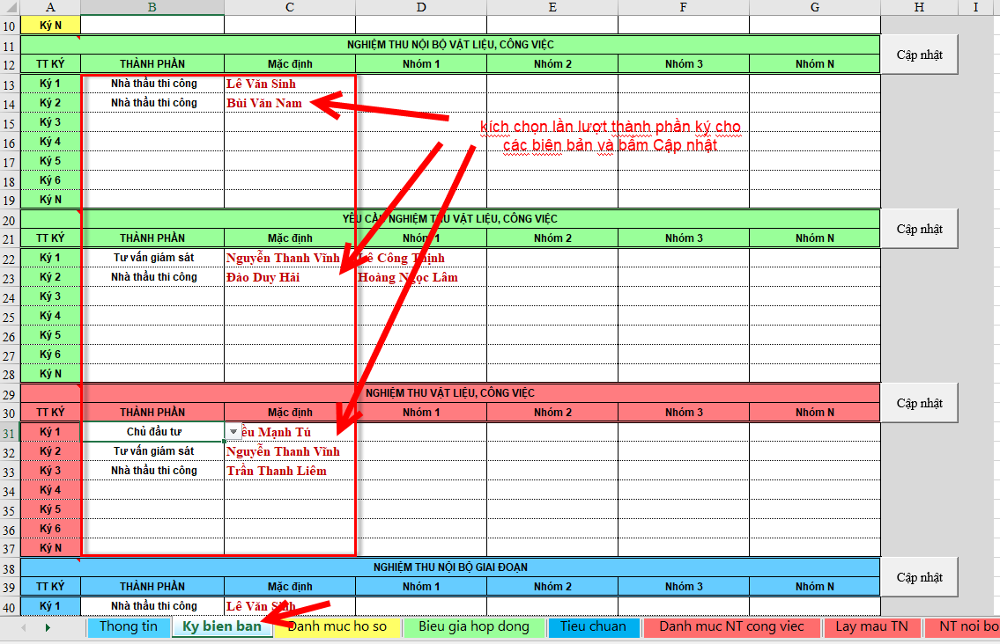 A B C D E F G H I
10 Ký N
11 NGHIỆM THU NỘI BỘ VẬT LIỆU, CÔNG VIỆC
Cập nhật
12 TT KÝ THÀNH PHẦN Mặc định Nhóm 1 Nhóm 2 Nhóm 3 Nhóm N
13 Ký 1 Nhà thầu thi công Lê Văn Sinh
14 Ký 2 Nhà thầu thi công Bùi Văn Nam
15 Ký 3
kích chọn lần lượt thành phần ký cho
16 Ký 4
các biên bản và bấm Cập nhật
17 Ký 5
18 Ký 6
19 Ký N
20 YÊU CẦU NGHIỆM THU VẬT LIỆU, CÔNG VIỆC
Cập nhật
21 TT KÝ THÀNH PHẦN Mặc định Nhóm 1 Nhóm 2 Nhóm 3 Nhóm N
22 Ký 1 Tư vấn giám sát Nguyễn Thanh Vĩnh Lê Công Thịnh
23 Ký 2 Nhà thầu thi công Đào Duy Hải Hoàng Ngọc Lâm
24 Ký 3
25 Ký 4
26 Ký 5
27 Ký 6
28 Ký N
29 NGHIỆM THU VẬT LIỆU, CÔNG VIỆC
Cập nhật
30 TT KÝ THÀNH PHẦN Mặc định Nhóm 1 Nhóm 2 Nhóm 3 Nhóm N
31 Ký 1 Chủ đầu tư Mạnh Tú
32 Ký 2 Tư vấn giám sát Nguyễn Thanh Vĩnh
33 Ký 3 Nhà thầu thi công Trần Thanh Liêm
34 Ký 4
35 Ký 5
36 Ký 6
37 Ký N
38 NGHIỆM THU NỘI BỘ GIAI ĐOẠN
Cập nhật
39 TT KÝ THÀNH PHẦN Mặc định Nhóm 1 Nhóm 2 Nhóm 3 Nhóm N
40 Ký 1 Nhà thầu thi công Lê Văn Sinh
Thong tin Ky bien ban Danh muc ho so Bieu gia hop dong Tieu chuan Danh muc NT cong viec Lay mau TN NT noi bo